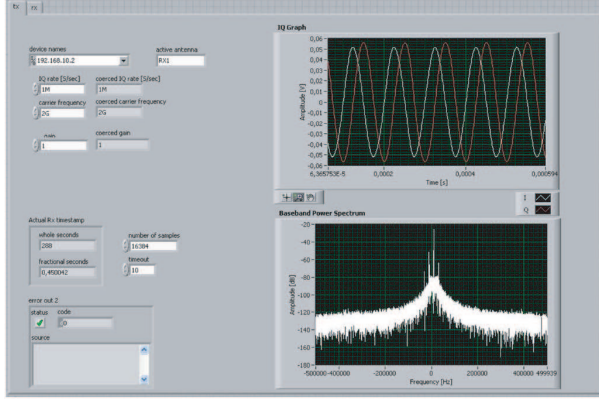 tx rx
device names
192.168.10.2
active antenna
RX1
IQ rate [S/sec]
1M
coerced IQ rate [S/sec]
1M
carrier frequency
2G
coerced carrier frequency
2G
gain
1
coerced gain
1
Actual Rx timestamp
whole seconds
288
fractional seconds
0,450042
number of samples
16384
timeout
10
error out 2
status
code
0
source
IQ Graph
Amplitude [V]
0,06
0,05
0,04
0,03
0,02
0,01
0
-0,01
-0,02
-0,03
-0,04
-0,05
-0,06
6,365753E-5 0,0002 0,0004 0,000594
Time [s]
I
Q
Baseband Power Spectrum
Amplitude [dB]
-20
-40
-60
-80
-100
-120
-140
-160
-180
-500000 -400000 -200000 0 200000 400000 499939
Frequency [Hz]